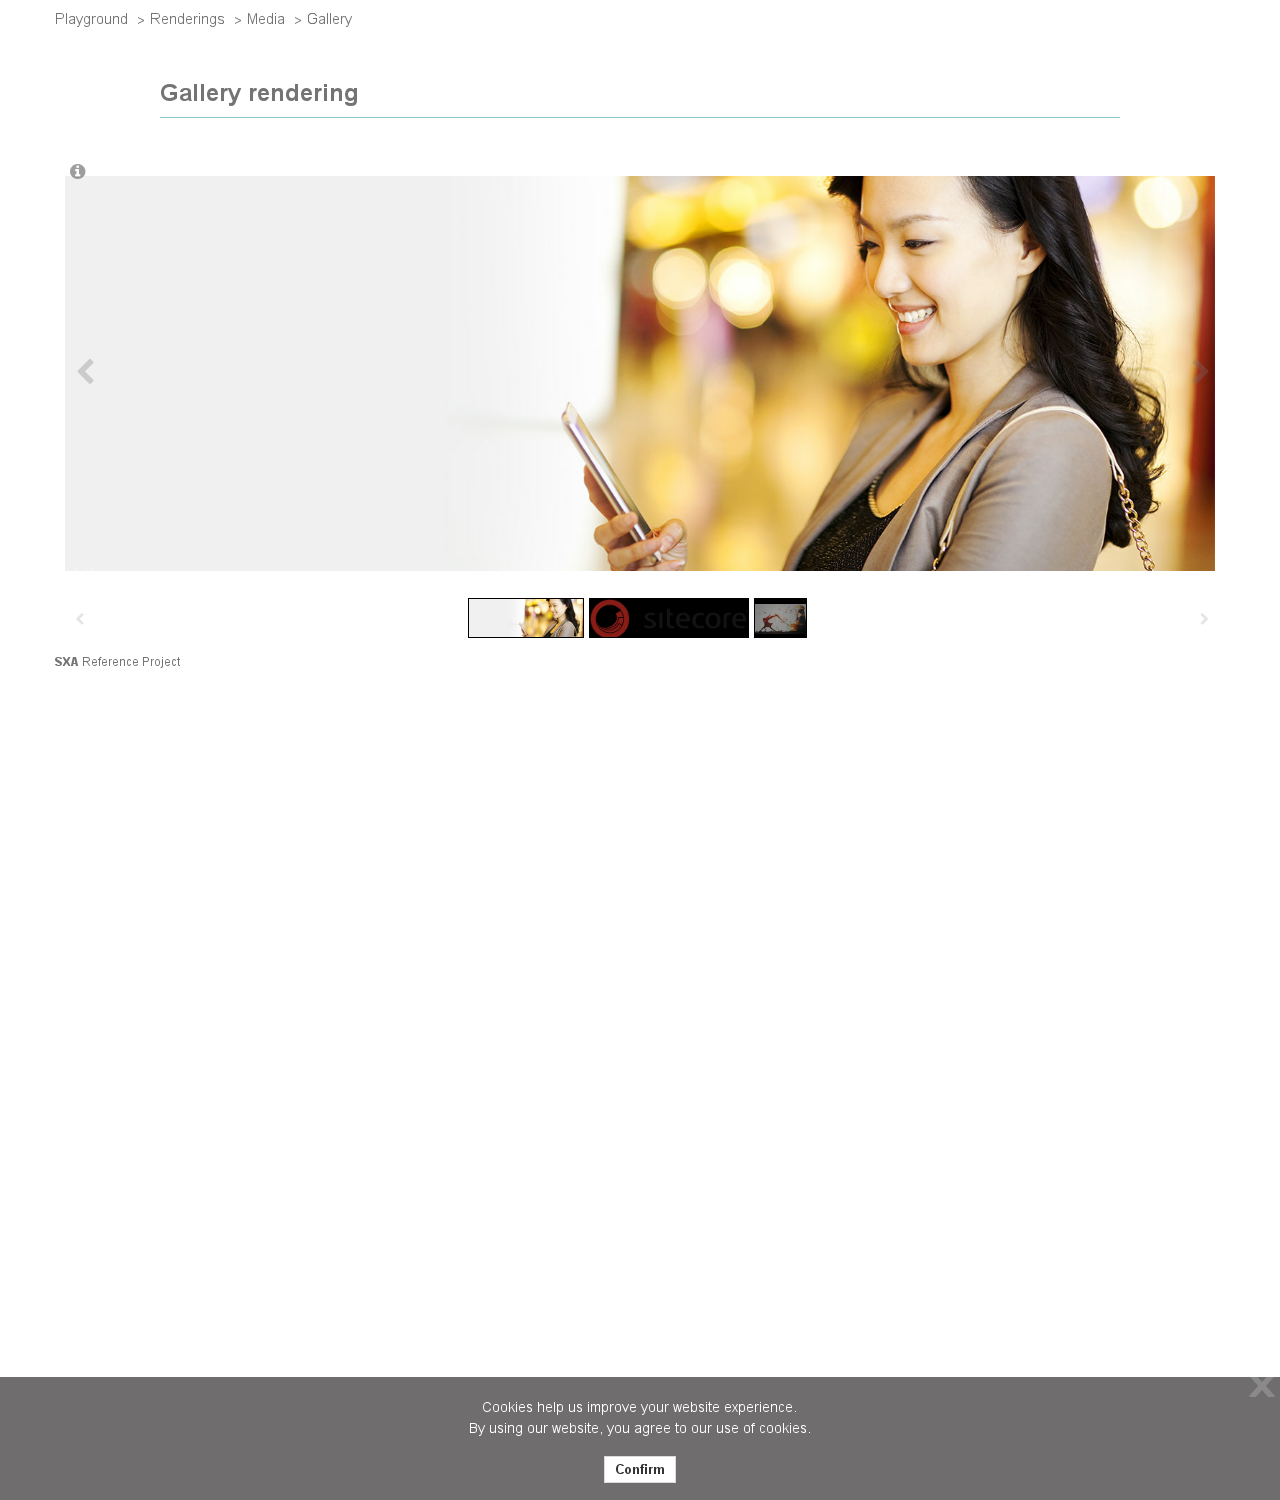 Playground > Renderings > Media > Gallery
Gallery rendering
sitecore
SXA Reference Project
Cookies help us improve your website experience.
By using our website, you agree to our use of cookies.
Confirm